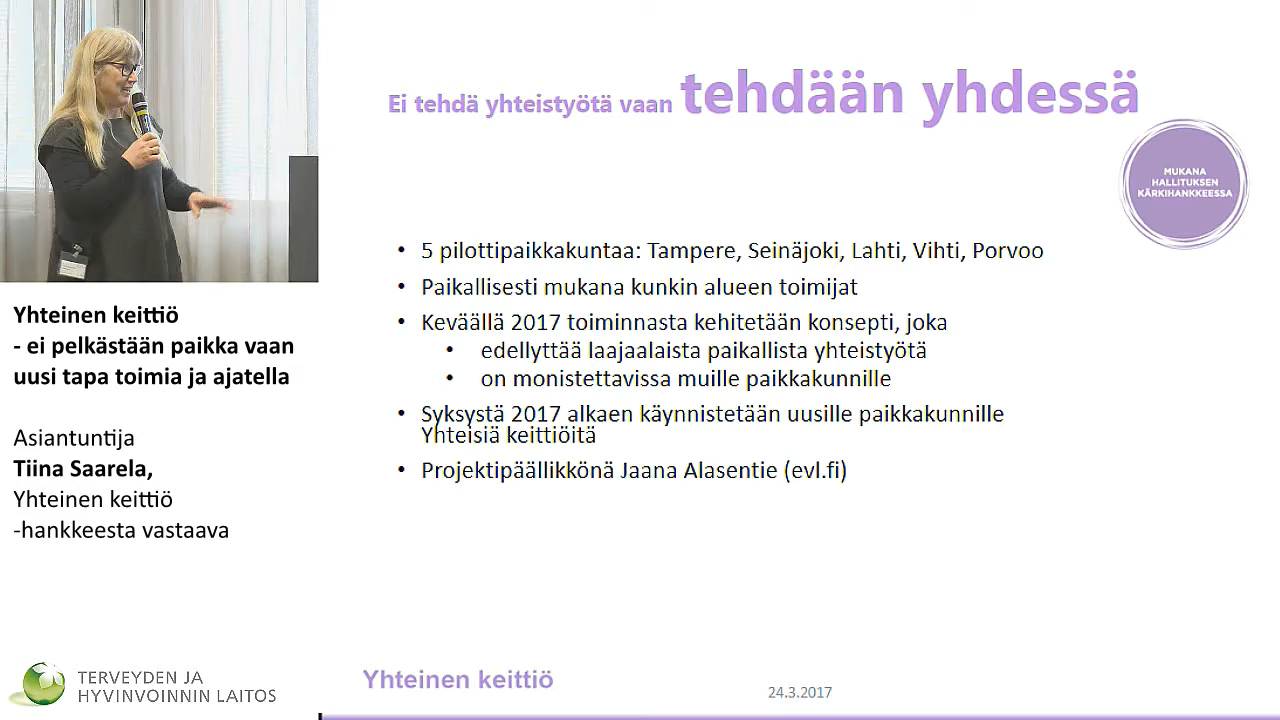 Ei tehdä yhteistyötä vaan tehdään yhdessä
MUKANA
HALLITUKSEN
KÄRKIHANKKEESSA
• 5 pilottipaikkakuntaa: Tampere, Seinäjoki, Lahti, Vihti, Porvoo
• Paikallisesti mukana kunkin alueen toimijat
• Keväällä 2017 toiminnasta kehitetään konsepti, joka
• edellyttää laajaalaista paikallista yhteistyötä
• on monistettavissa muille paikkakunnille
• Syksystä 2017 alkaen käynnistetään uusille paikkakunnille
Yhteisiä keittiöitä
• Projektipäällikkönä Jaana Alasentie (evl.fi)
Yhteinen keittiö
- ei pelkästään paikka vaan
uusi tapa toimia ja ajatella
Asiantuntija
Tiina Saarela,
Yhteinen keittiö
-hankkeesta vastaava
TERVEYDEN JA
HYVINVOINNIN LAITOS
Yhteinen keittiö
24.3.2017